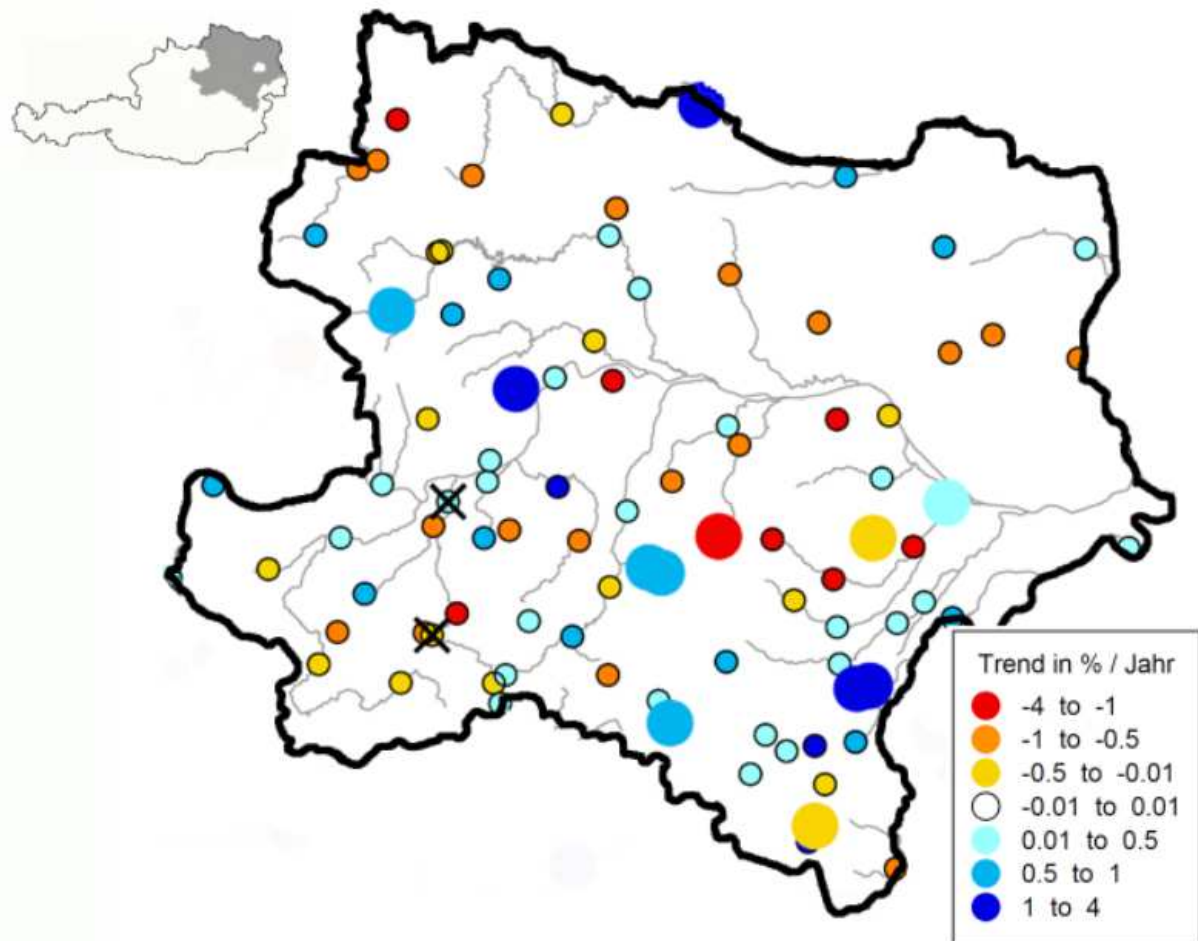 Trend in % / Jahr
-4 to -1
-1 to -0.5
-0.5 to -0.01
-0.01 to 0.01
0.01 to 0.5
0.5 to 1
1 to 4